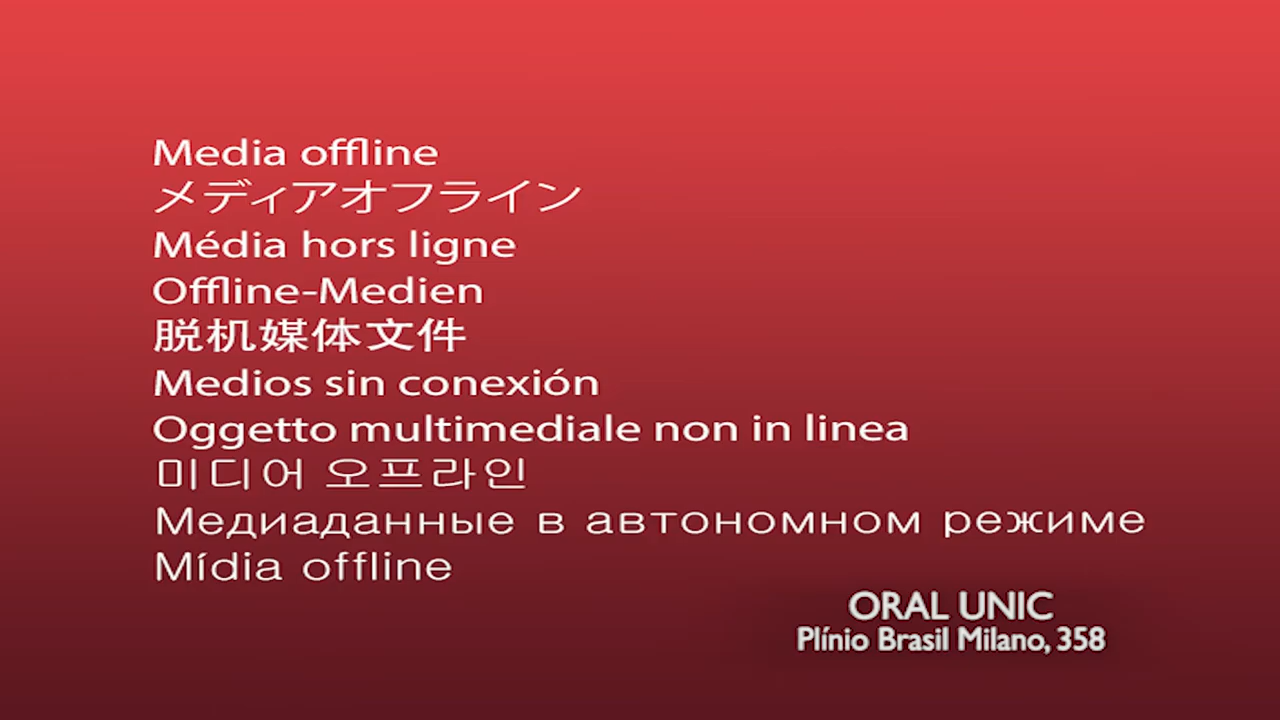 Media offline
メディアオフライン
Média hors ligne
Offline-Medien
脱机媒体文件
Medios sin conexión
Oggetto multimediale non in linea
미디어 오프라인
Медиаданные в автономном режиме
Mídia offline
ORAL UNIC
Plínio Brasil Milano, 358